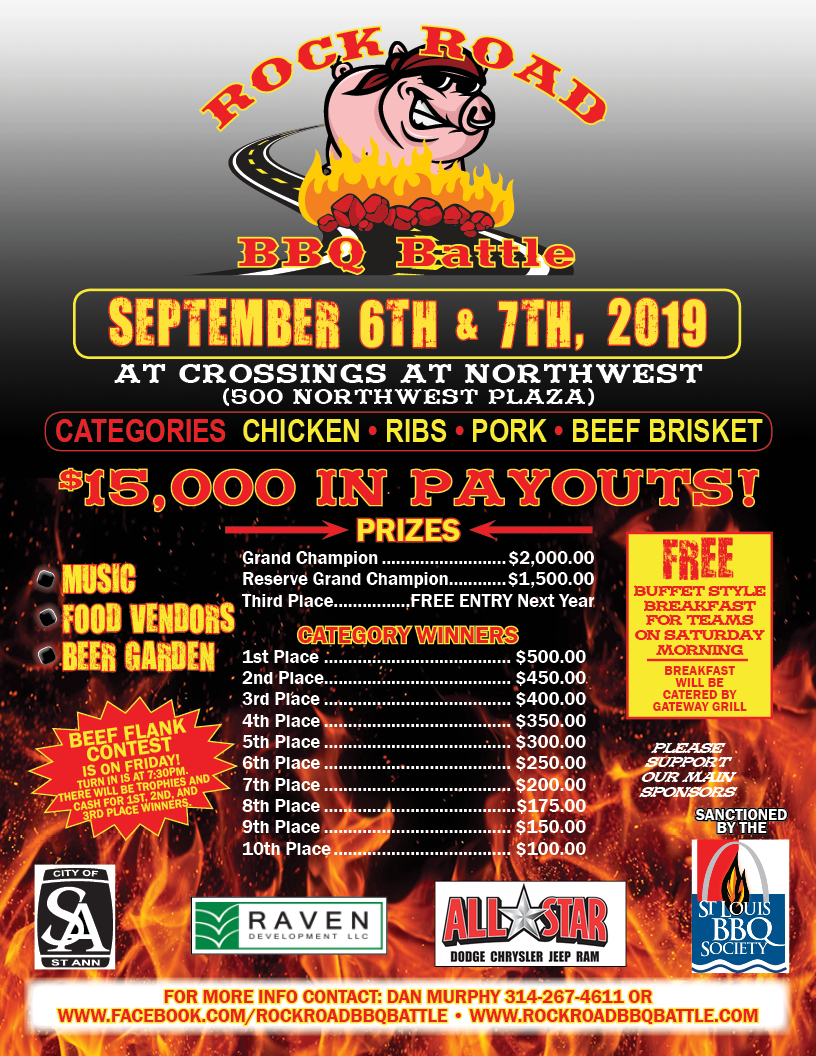 ROCK ROAD
BBQ Battle
SEPTEMBER 6TH & 7TH, 2019
AT CROSSINGS AT NORTHWEST
(500 NORTHWEST PLAZA)
CATEGORIES CHICKEN • RIBS • PORK • BEEF BRISKET
$15,000 IN PAYOUTS!
PRIZES
Grand Champion .......................... $2,000.00
Reserve Grand Champion............ $1,500.00
Third Place................FREE ENTRY Next Year
MUSIC
FOOD VENDORS
BEER GARDEN
CATEGORY WINNERS
1st Place ....................................... $500.00
2nd Place....................................... $450.00
3rd Place ....................................... $400.00
4th Place ....................................... $350.00
5th Place ....................................... $300.00
6th Place ....................................... $250.00
7th Place ....................................... $200.00
8th Place ........................................$175.00
9th Place ....................................... $150.00
10th Place ..................................... $100.00
FREE
BUFFET STYLE
BREAKFAST
FOR TEAMS
ON SATURDAY
MORNING
BREAKFAST
WILL BE
CATERED BY
GATEWAY GRILL
BEEF FLANK
CONTEST
IS ON FRIDAY!
TURN IN IS AT 7:30PM.
THERE WILL BE TROPHIES AND
CASH FOR 1ST, 2ND, AND
3RD PLACE WINNERS.
PLEASE
SUPPORT
OUR MAIN
SPONSORS
SANCTIONED
BY THE
CITY OF
SA
ST ANN
RAVEN
DEVELOPMENT LLC
ALL STAR
DODGE CHRYSLER JEEP RAM
ST LOUIS
BBQ
SOCIETY
FOR MORE INFO CONTACT: DAN MURPHY 314-267-4611 OR
WWW.FACEBOOK.COM/ROCKROADBBQBATTLE • WWW.ROCKROADBBQBATTLE.COM